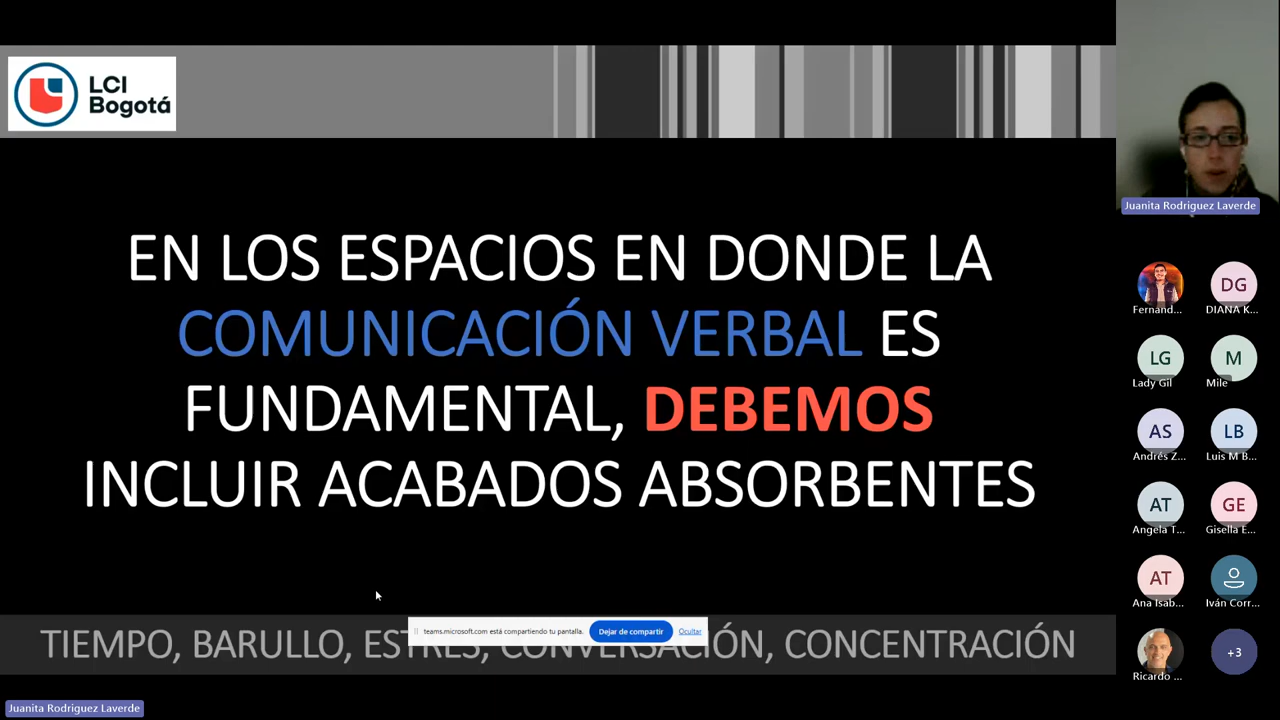 LCI
Bogotá
EN LOS ESPACIOS EN DONDE LA
COMUNICACIÓN VERBAL ES
FUNDAMENTAL, DEBEMOS
INCLUIR ACABADOS ABSORBENTES
TIEMPO, BARULLO, ESTRÉS, CONVERSACIÓN, CONCENTRACIÓN
teams.microsoft.com está compartiendo tu pantalla.
Dejar de compartir
Ocultar
Juanita Rodriguez Laverde
Juanita Rodriguez Laverde
DG
Fernand...
DIANA K...
LG
M
Lady Gil
Mile
AS
LB
Andrés Z...
Luis M B...
AT
GE
Angela T...
Gisella E...
AT
Ana Isab...
Iván Corr...
+3
Ricardo ...